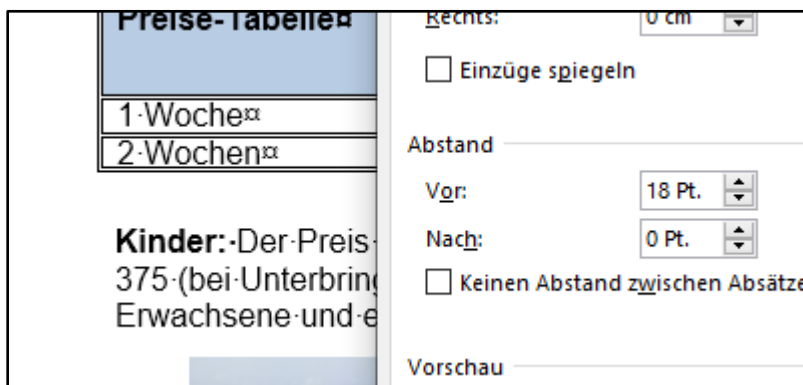 Preise-Tabelle¤
1·Woche¤
2·Wochen¤
Kinder:·Der·Preis·
375·(bei·Unterbring
Erwachsene·und·e
Rechts:
0 cm
Einzüge spiegeln
Abstand
Vor:
18 Pt.
Nach:
0 Pt.
Keinen Abstand zwischen Absätze
Vorschau